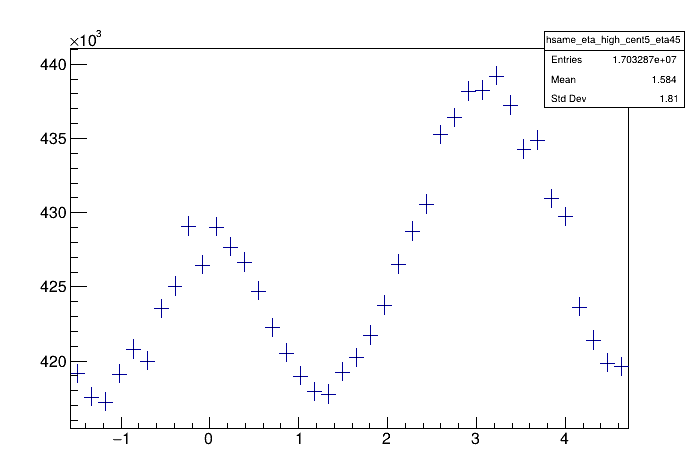 ×10³
hsame_eta_high_cent5_eta45
Entries 1.703287e+07
Mean 1.584
Std Dev 1.81
440
435
430
425
420
−1 0 1 2 3 4